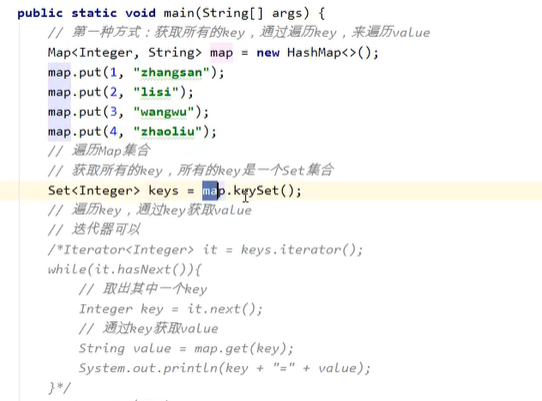 public static void main(String[] args) {
// 第一种方式：获取所有的key，通过遍历key，来遍历value
Map<Integer, String> map = new HashMap<>();
map.put(1, "zhangsan");
map.put(2, "lisi");
map.put(3, "wangwu");
map.put(4, "zhaoliu");
// 遍历Map集合
// 获取所有的key，所有的key是一个Set集合
Set<Integer> keys = map.keySet();
// 遍历key，通过key获取value
// 迭代器可以
/*Iterator<Integer> it = keys.iterator();
while(it.hasNext()){
// 取出其中一个key
Integer key = it.next();
// 通过key获取value
String value = map.get(key);
System.out.println(key + "=" + value);
}*/